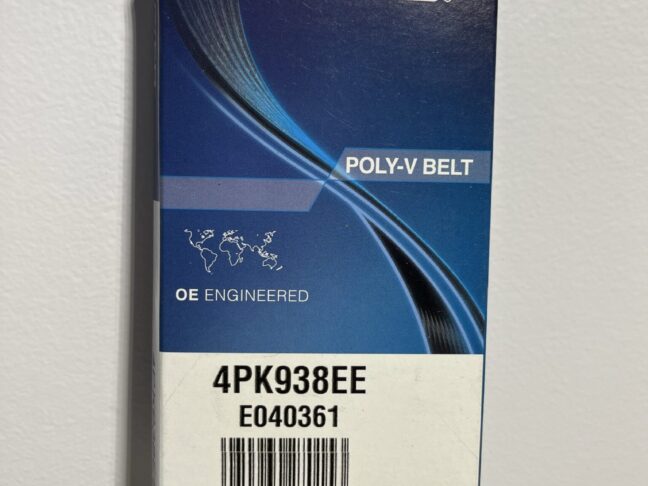 POLY-V BELT
OE ENGINEERED
4PK938EE
E040361